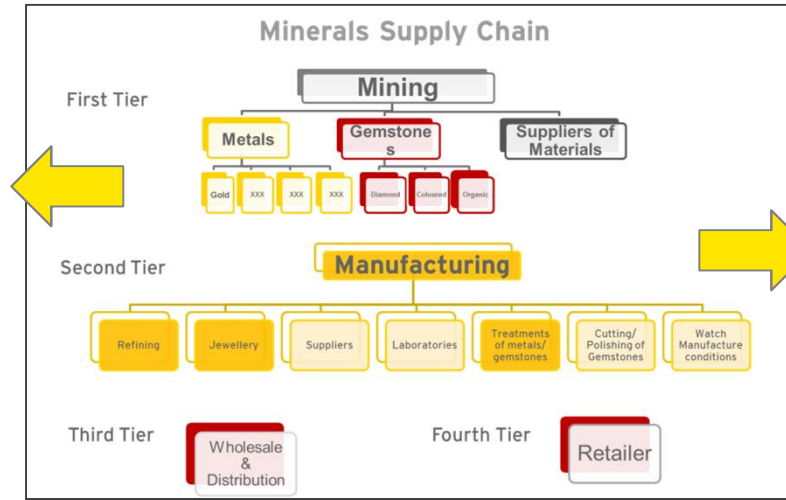 Minerals Supply Chain
First Tier
Mining
Metals
Gemstone
s
Suppliers of
Materials
Gold
XXX
XXX
XXX
Diamond
Coloured
Organic
Second Tier
Manufacturing
Refining
Jewellery
Suppliers
Laboratories
Treatments
of metals/
gemstones
Cutting/
Polishing of
Gemstones
Watch
Manufacture
conditions
Third Tier
Wholesale
&
Distribution
Fourth Tier
Retailer